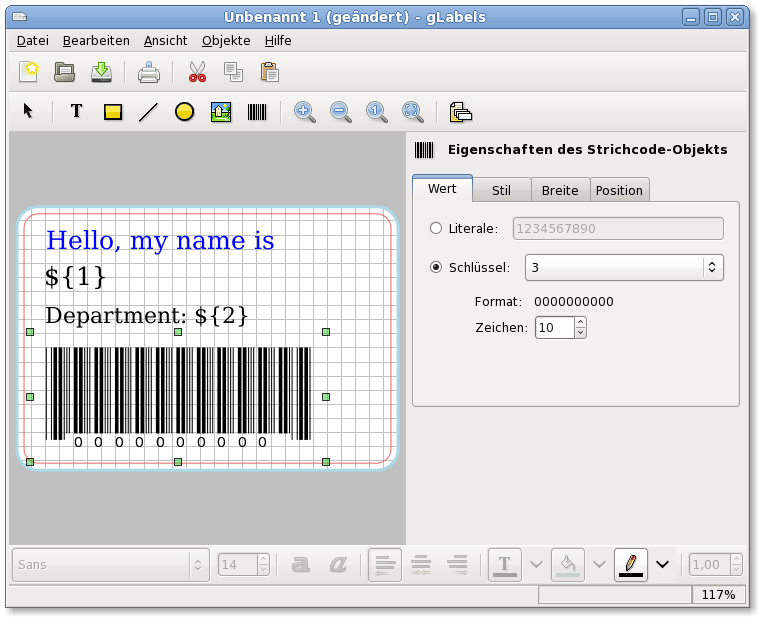 Unbenannt 1 (geändert) - gLabels
Datei Bearbeiten Ansicht Objekte Hilfe
T
1
Eigenschaften des Strichcode-Objekts
Wert Stil Breite Position
Literale: 1234567890
Schlüssel: 3
Format: 0000000000
Zeichen: 10
Hello, my name is
${1}
Department: ${2}
0 0 0 0 0 0 0 0 0 0
Sans 14 a a T 1,00
117%